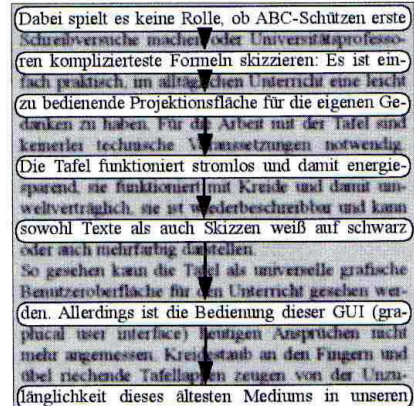 Dabei spielt es keine Rolle, ob ABC-Schützen erste
Schreibversuche machen oder Universitätsprofesso-
ren komplizierteste Formeln skizzieren: Es ist ein-
fach praktisch, im alltäglichen Unterricht eine leicht
zu bedienende Projektionsfläche für die eigenen Ge-
danken zu haben. Für die Arbeit mit der Tafel sind
keinerlei technische Voraussetzungen notwendig.
Die Tafel funktioniert stromlos und damit energie-
sparend, sie funktioniert mit Kreide und damit um-
weltverträglich, sie ist wiederbeschreibbar und kann
sowohl Texte als auch Skizzen weiß auf schwarz
oder auch mehrfarbig darstellen.
So gesehen kann die Tafel als universelle grafische
Benutzeroberfläche für den Unterricht gesehen wer-
den. Allerdings ist die Bedienung dieser GUI (gra-
phical user interface) heutigen Ansprüchen nicht
mehr angemessen. Kreidestaub an den Fingern und
übel riechende Tafellappen zeugen von der Unzu-
länglichkeit dieses ältesten Mediums in unseren